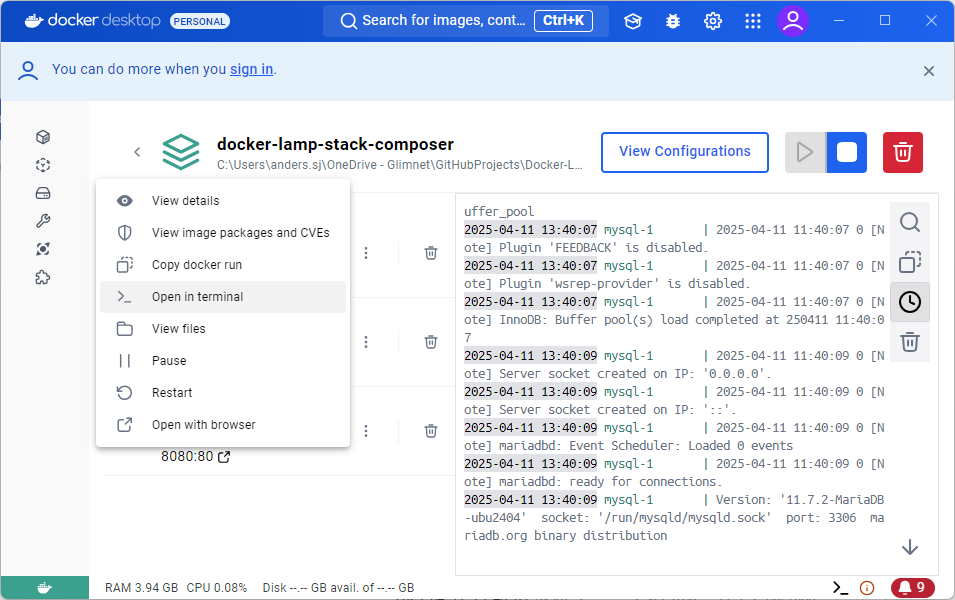 docker desktop PERSONAL
Search for images, cont... Ctrl+K
You can do more when you sign in.
docker-lamp-stack-composer
C:\Users\anders.sj\OneDrive - Glimnet\GitHubProjects\Docker-L...
View Configurations
View details
View image packages and CVEs
Copy docker run
Open in terminal
View files
Pause
Restart
Open with browser
8080:80
uffer_pool
2025-04-11 13:40:07 mysql-1 | 2025-04-11 11:40:07 0 [N
ote] Plugin 'FEEDBACK' is disabled.
2025-04-11 13:40:07 mysql-1 | 2025-04-11 11:40:07 0 [N
ote] Plugin 'wsrep-provider' is disabled.
2025-04-11 13:40:07 mysql-1 | 2025-04-11 11:40:07 0 [N
ote] InnoDB: Buffer pool(s) load completed at 250411 11:40:0
7
2025-04-11 13:40:09 mysql-1 | 2025-04-11 11:40:09 0 [N
ote] Server socket created on IP: '0.0.0.0'.
2025-04-11 13:40:09 mysql-1 | 2025-04-11 11:40:09 0 [N
ote] Server socket created on IP: '::'.
2025-04-11 13:40:09 mysql-1 | 2025-04-11 11:40:09 0 [N
ote] mariadbd: Event Scheduler: Loaded 0 events
2025-04-11 13:40:09 mysql-1 | 2025-04-11 11:40:09 0 [N
ote] mariadbd: ready for connections.
2025-04-11 13:40:09 mysql-1 | Version: '11.7.2-MariaDB
-ubu2404' socket: '/run/mysqld/mysqld.sock' port: 3306 ma
riadb.org binary distribution
RAM 3.94 GB CPU 0.08% Disk --.-- GB avail. of --.-- GB
9